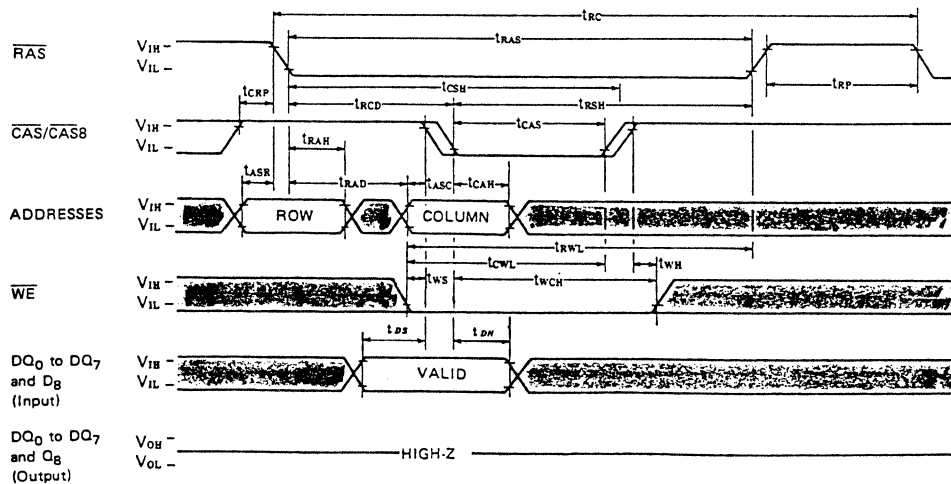 tRC
RAS VIH– VIL– tRAS
tCRP tCSH tRP
tRCD tRSH
CAS/CAS8 VIH– VIL– tCAS
tRAH
tASR tRAD tASC tCAH
ADDRESSES VIH– VIL– ROW COLUMN
tRWL
tCWL tWH
tWS tWCH
WE VIH– VIL–
tDS tDH
DQ0 to DQ7 and D8 (Input) VIH– VIL– VALID
DQ0 to DQ7 and Q8 (Output) VOH– VOL– HIGH-Z